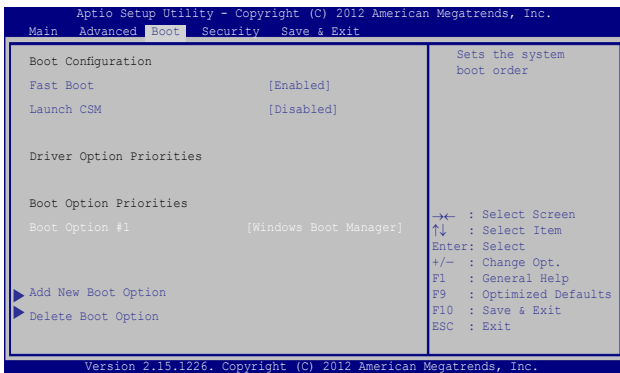 Aptio Setup Utility - Copyright (C) 2012 American Megatrends, Inc.
Main Advanced Boot Security Save & Exit
Boot Configuration
Fast Boot [Enabled]
Launch CSM [Disabled]
Driver Option Priorities
Boot Option Priorities
Boot Option #1 [Windows Boot Manager]
Add New Boot Option
Delete Boot Option
Sets the system
boot order
→← : Select Screen
↑↓ : Select Item
Enter: Select
+/— : Change Opt.
F1 : General Help
F9 : Optimized Defaults
F10 : Save & Exit
ESC : Exit
Version 2.15.1226. Copyright (C) 2012 American Megatrends, Inc.